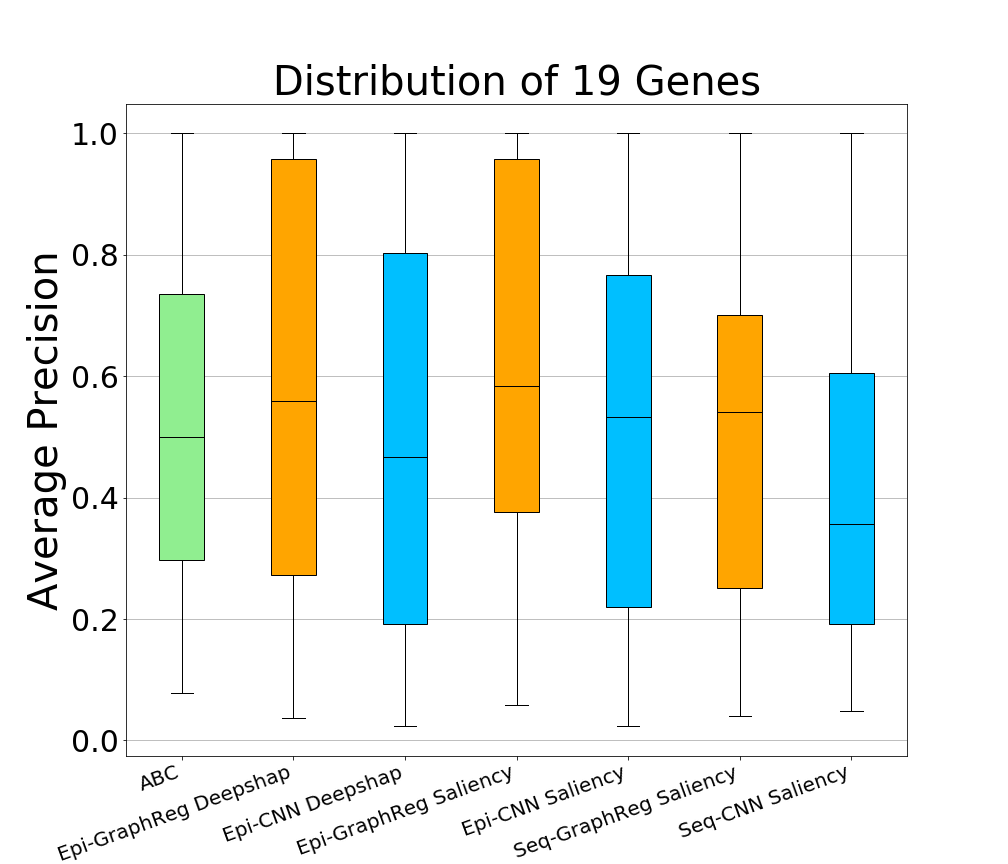 Distribution of 19 Genes
Average Precision
1.0
0.8
0.6
0.4
0.2
0.0
ABC
Epi-GraphReg Deepshap
Epi-CNN Deepshap
Epi-GraphReg Saliency
Epi-CNN Saliency
Seq-GraphReg Saliency
Seq-CNN Saliency